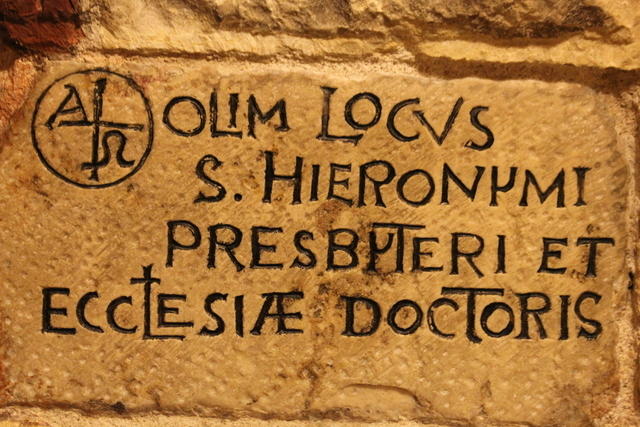 A Ω OLIM LOCVS
S. HIERONYMI
PRESBYTERI ET
ECCLESIÆ DOCTORIS